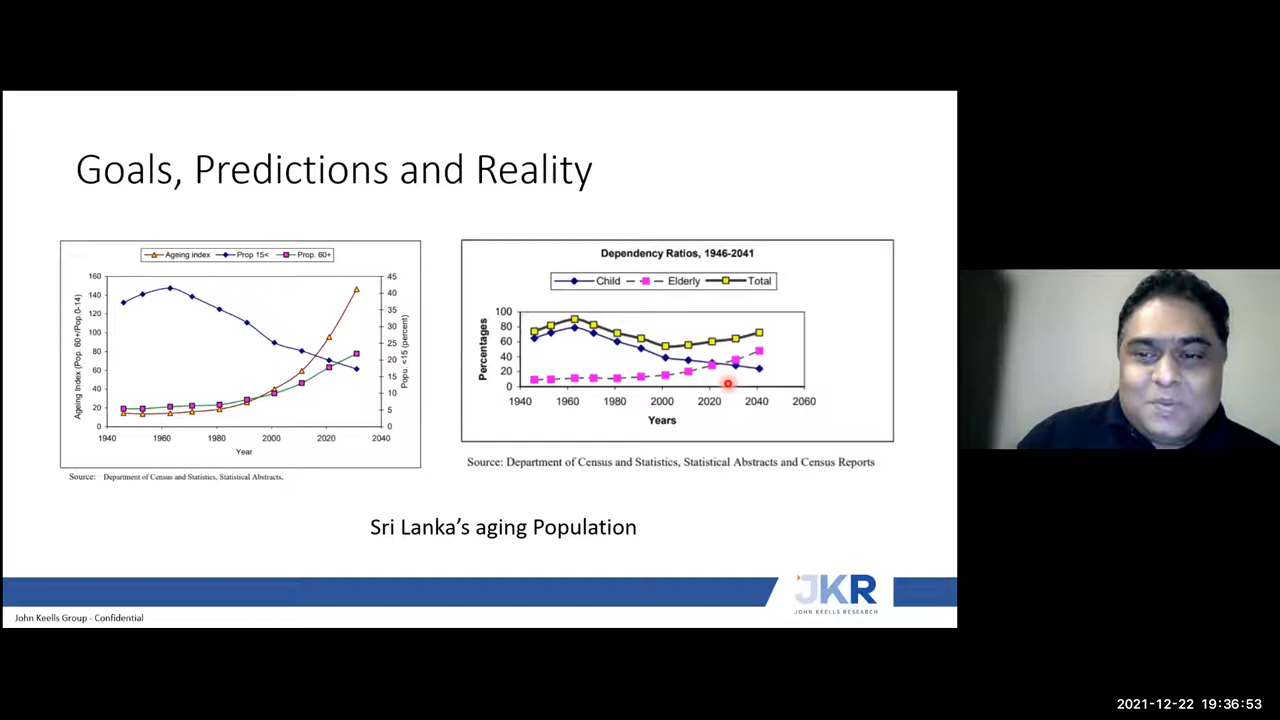 Goals, Predictions and Reality
Ageing index Prop 15< Prop. 60+
160
140
120
100
80
60
40
20
0
Ageing Index (Pop. 60+/Pop.0-14)
45
40
35
30
25
20
15
10
5
0
Popu. <15 (percent)
1940 1960 1980 2000 2020 2040
Year
Source: Department of Census and Statistics, Statistical Abstracts,
Dependency Ratios, 1946-2041
Child Elderly Total
100
80
60
40
20
0
Percentages
1940 1960 1980 2000 2020 2040 2060
Years
Source: Department of Census and Statistics, Statistical Abstracts and Census Reports
Sri Lanka's aging Population
JKR
JOHN KEELLS RESEARCH
John Keells Group - Confidential
2021-12-22 19:36:53